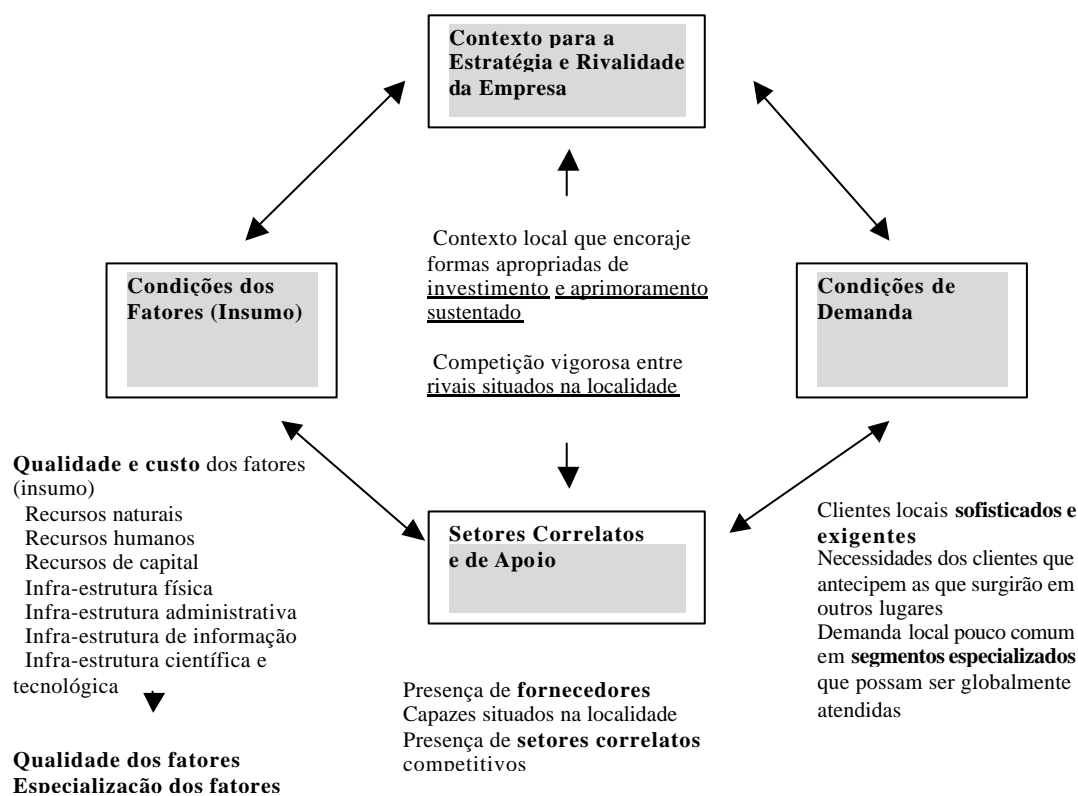 Contexto para a
Estratégia e Rivalidade
da Empresa
Contexto local que encoraje
formas apropriadas de
investimento e aprimoramento
sustentado
Competição vigorosa entre
rivais situados na localidade
Condições dos
Fatores (Insumo)
Condições de
Demanda
Qualidade e custo dos fatores
(insumo)
Recursos naturais
Recursos humanos
Recursos de capital
Infra-estrutura física
Infra-estrutura administrativa
Infra-estrutura de informação
Infra-estrutura científica e
tecnológica
Qualidade dos fatores
Especialização dos fatores
Setores Correlatos
e de Apoio
Presença de fornecedores
Capazes situados na localidade
Presença de setores correlatos
competitivos
Clientes locais sofisticados e
exigentes
Necessidades dos clientes que
antecipem as que surgirão em
outros lugares
Demanda local pouco comum
em segmentos especializados
que possam ser globalmente
atendidas